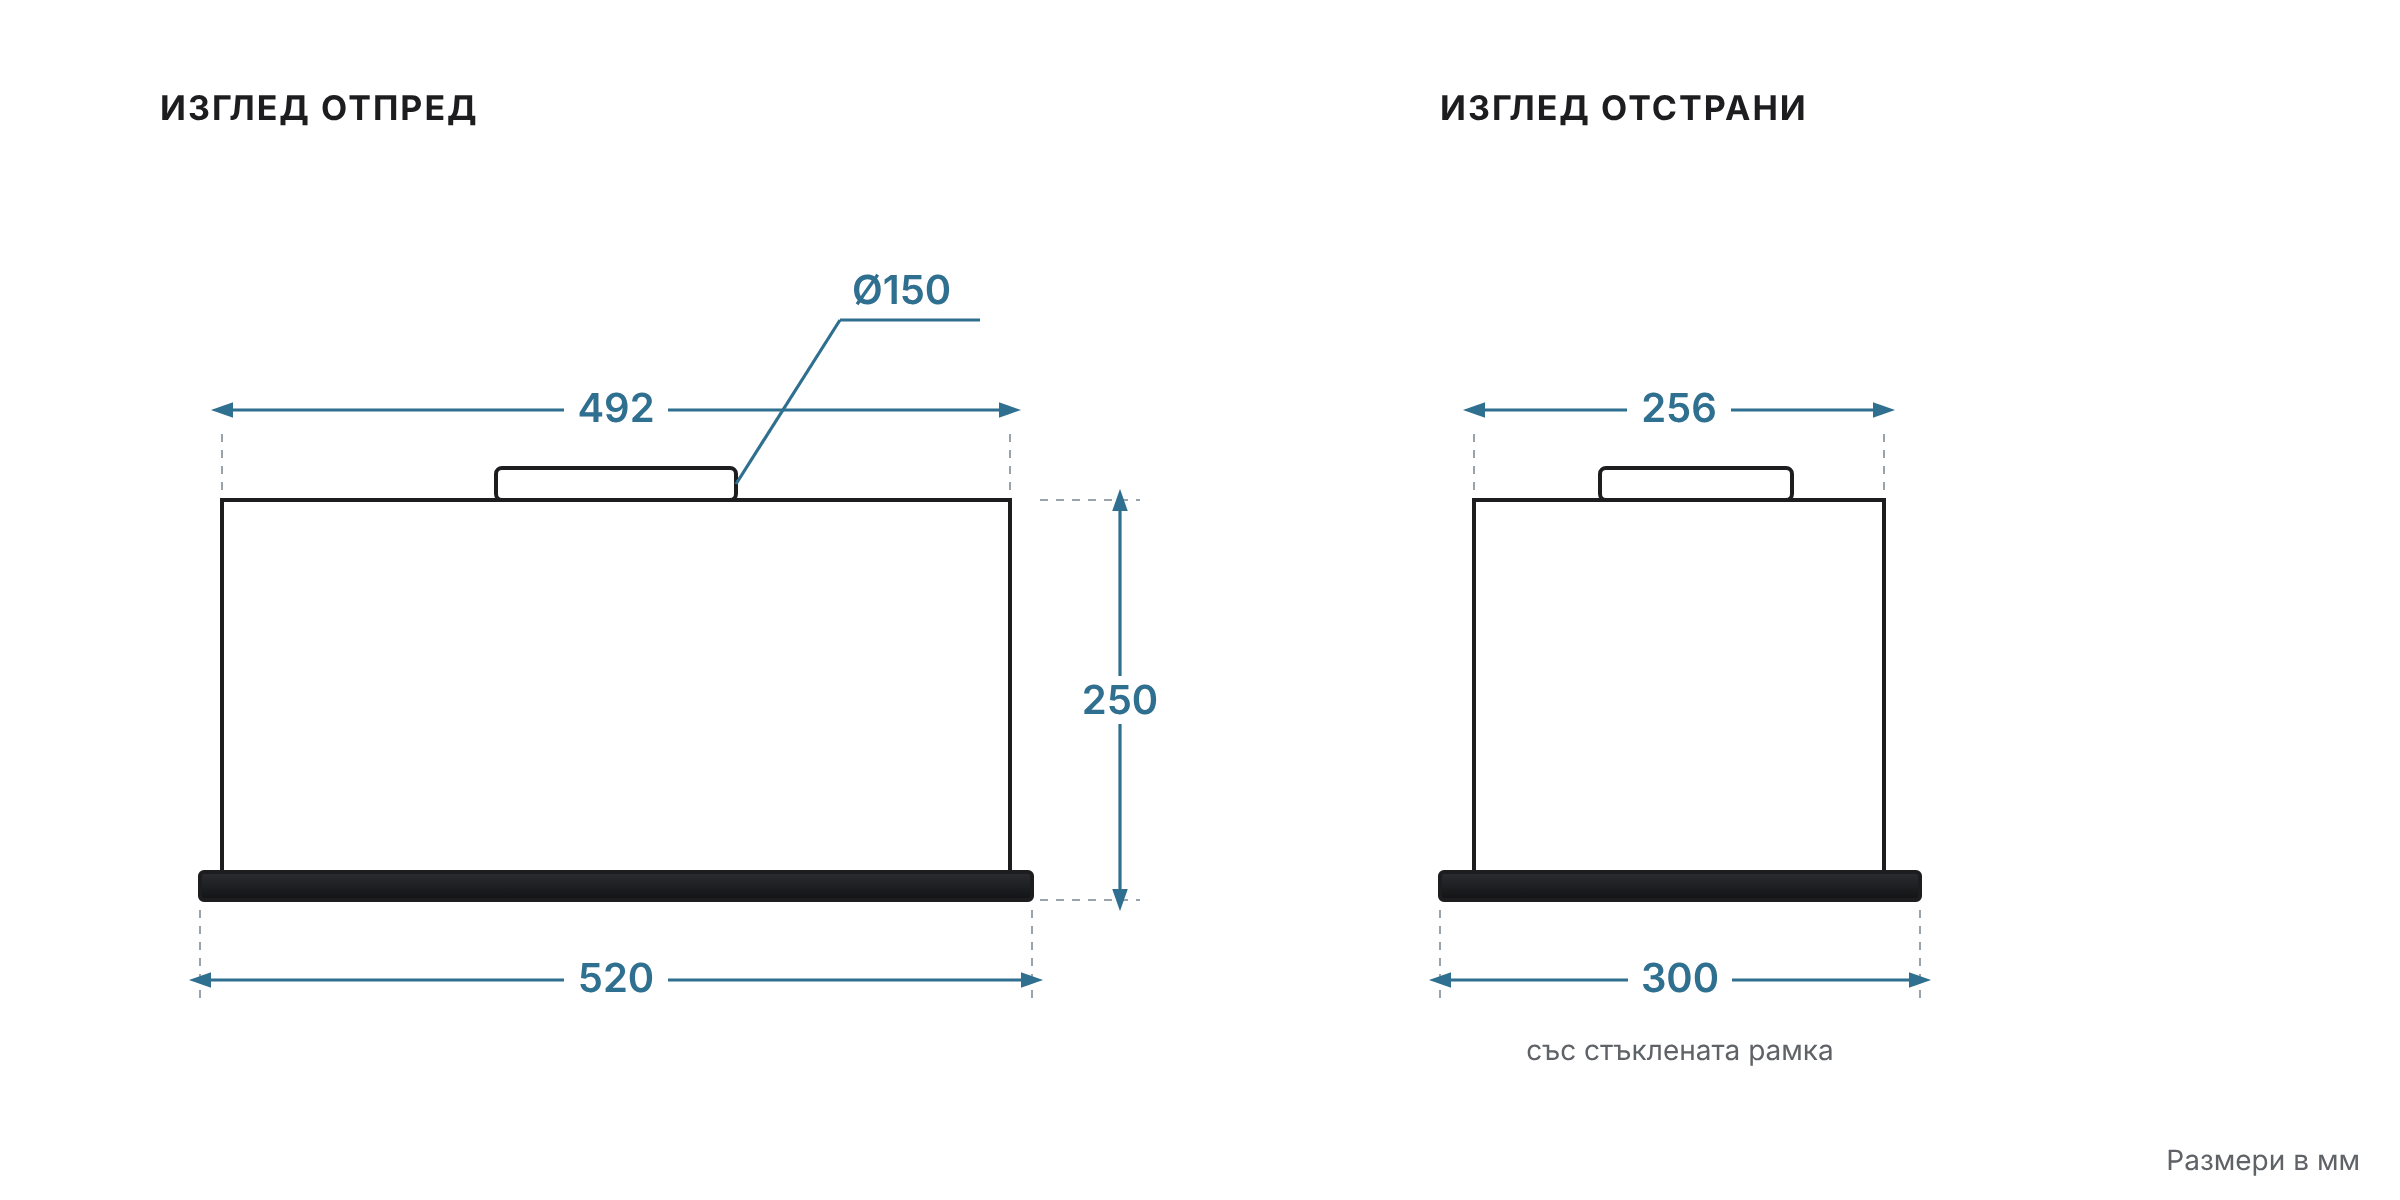 ИЗГЛЕД ОТПРЕД
ИЗГЛЕД ОТСТРАНИ
Ø150
492
256
250
520
300
със стъклената рамка
Размери в мм